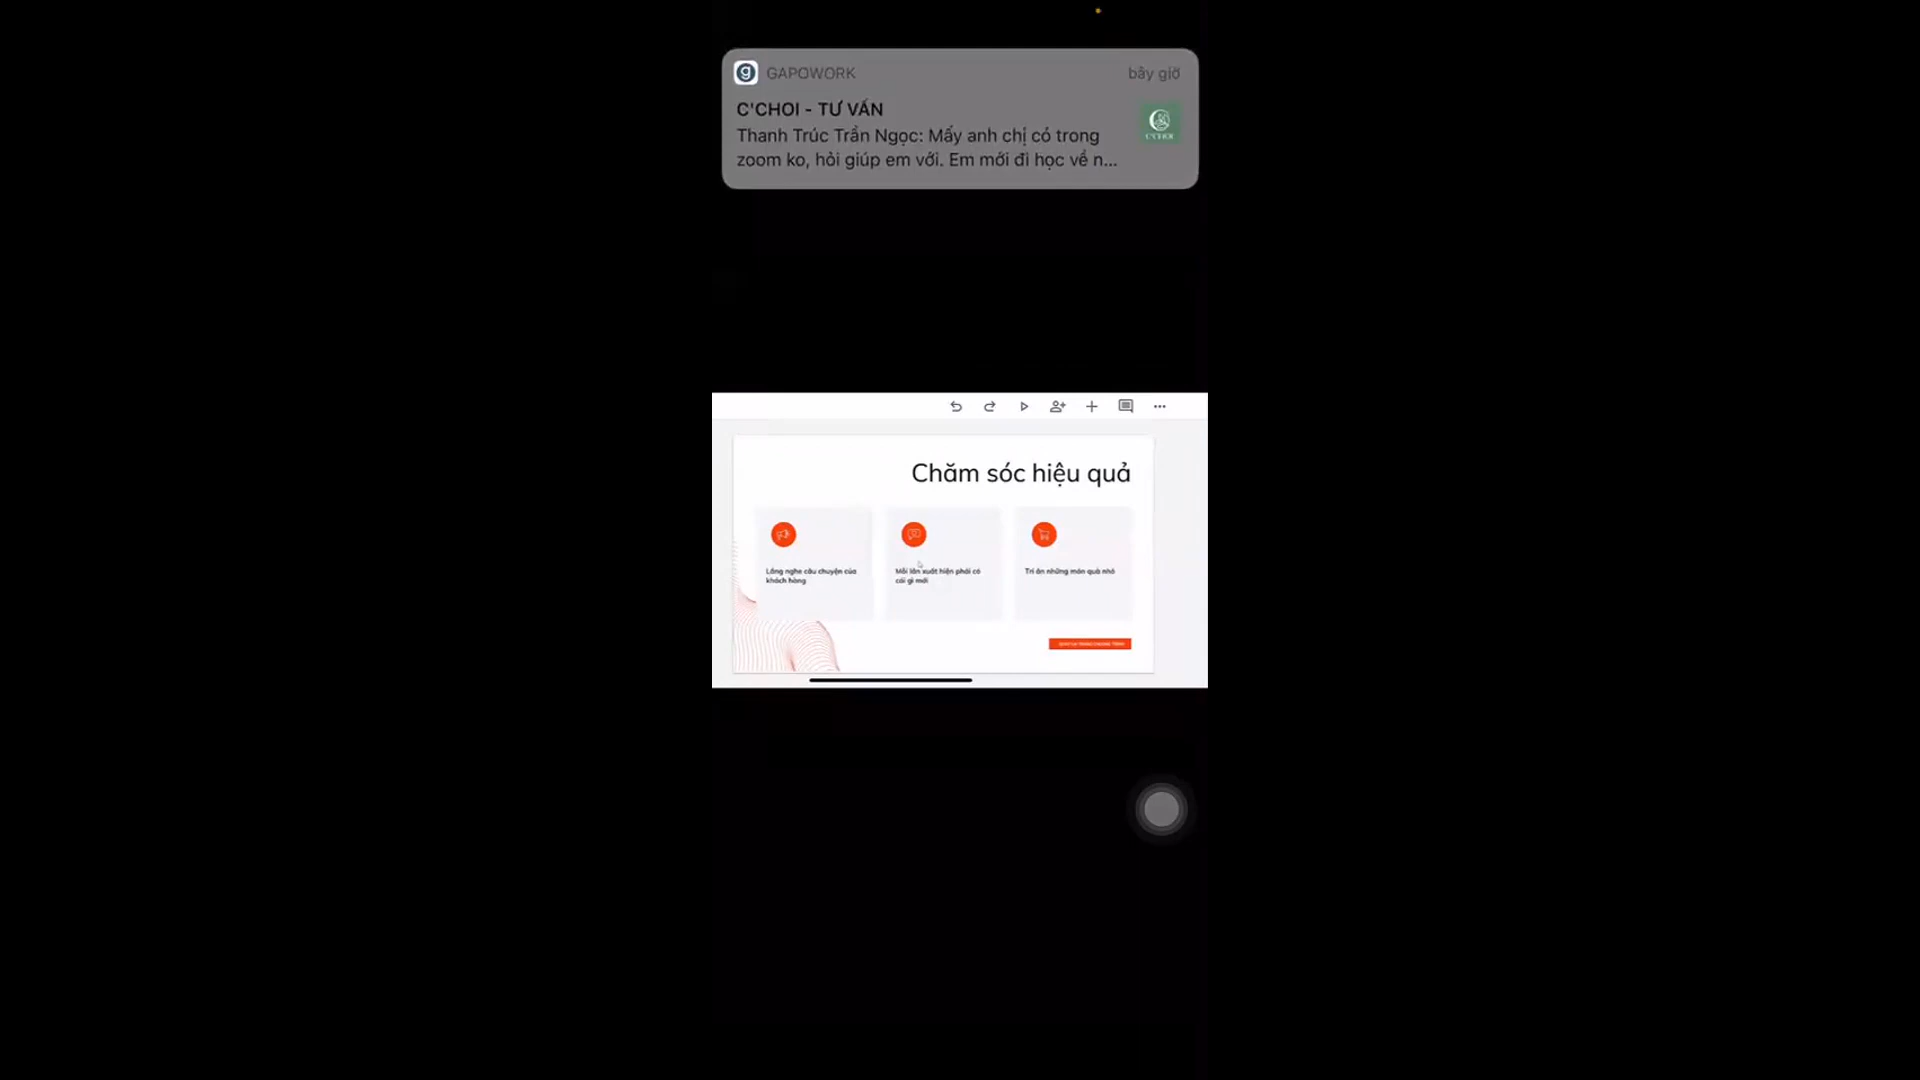 GAPOWORK
bây giờ
C'CHOI - TƯ VẤN
Thanh Trúc Trần Ngọc: Mấy anh chị có trong
zoom ko, hỏi giúp em với. Em mới đi học về n...
C'CHOI
Chăm sóc hiệu quả
Lắng nghe câu chuyện của
khách hàng
Mỗi lần xuất hiện phải có
cái gì mới
Tri ân những món quà nhỏ